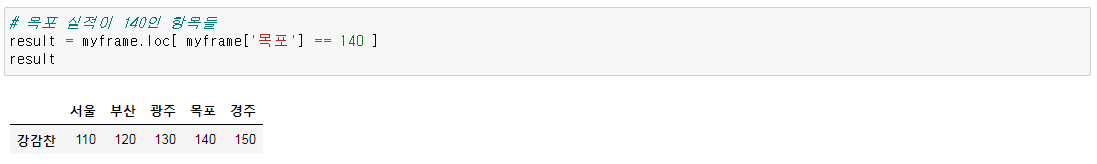 # 목포 실적이 140인 항목들
result = myframe.loc[ myframe['목포'] == 140 ]
result
서울 부산 광주 목포 경주
강감찬 110 120 130 140 150